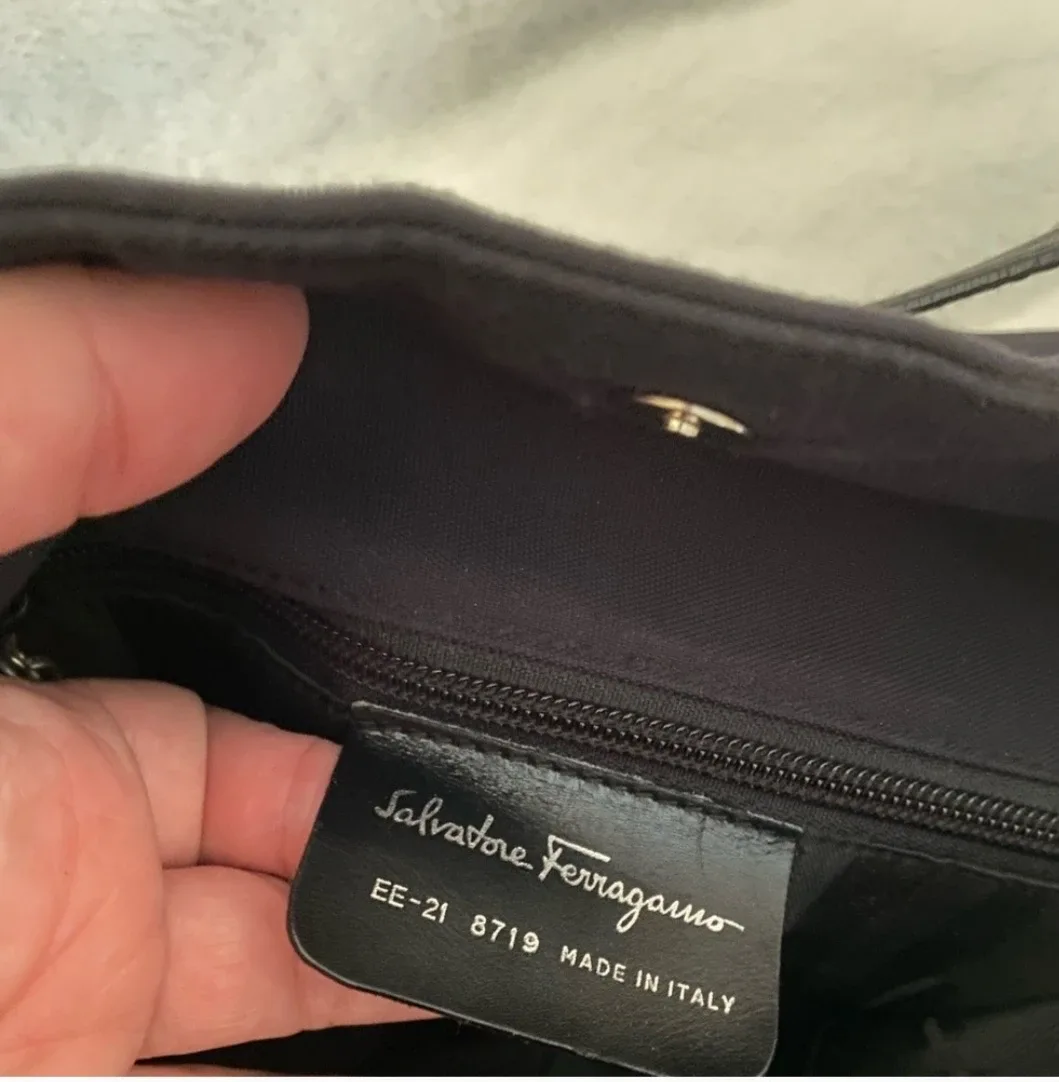 Salvatore Ferragamo
EE-21 8719 MADE IN ITALY